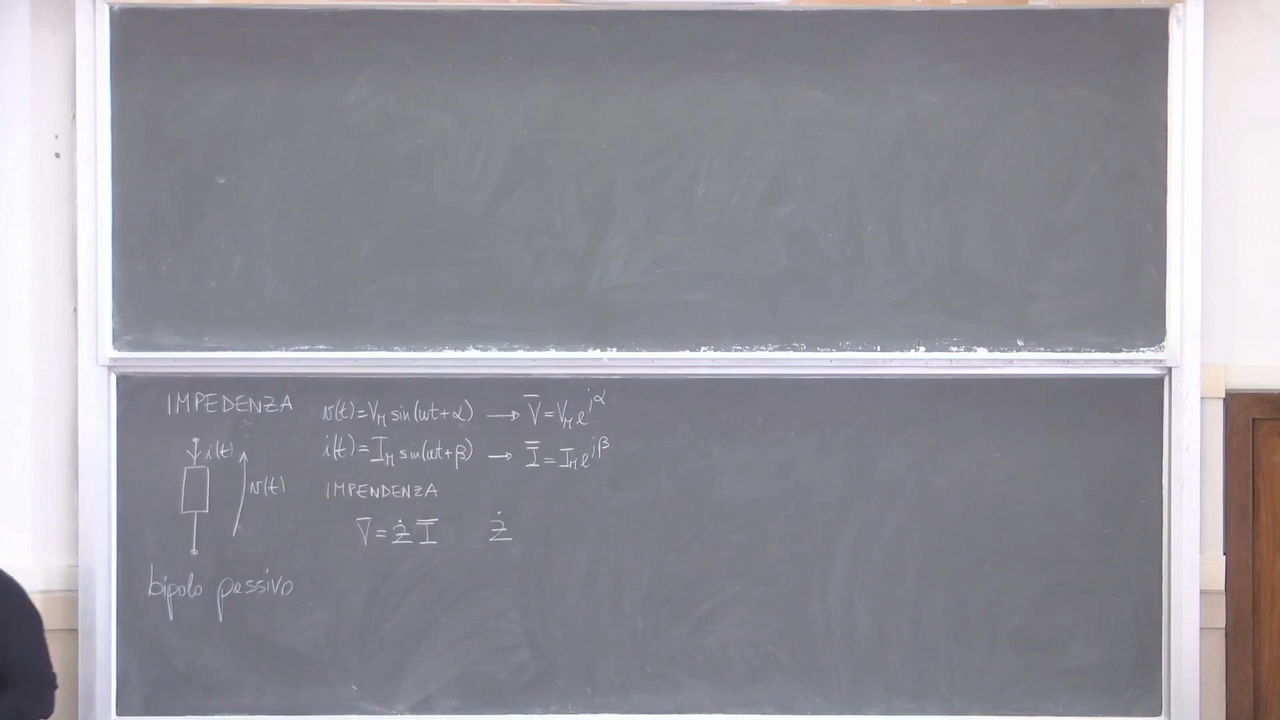 IMPEDENZA
v(t)=V_M sin(ωt+α) → V̅=V_M e^{jα}
i(t)
i(t)=I_M sin(ωt+β) → I̅=I_M e^{jβ}
v(t)
IMPENDENZA
V̅=Ż I̅ Ż
bipolo passivo